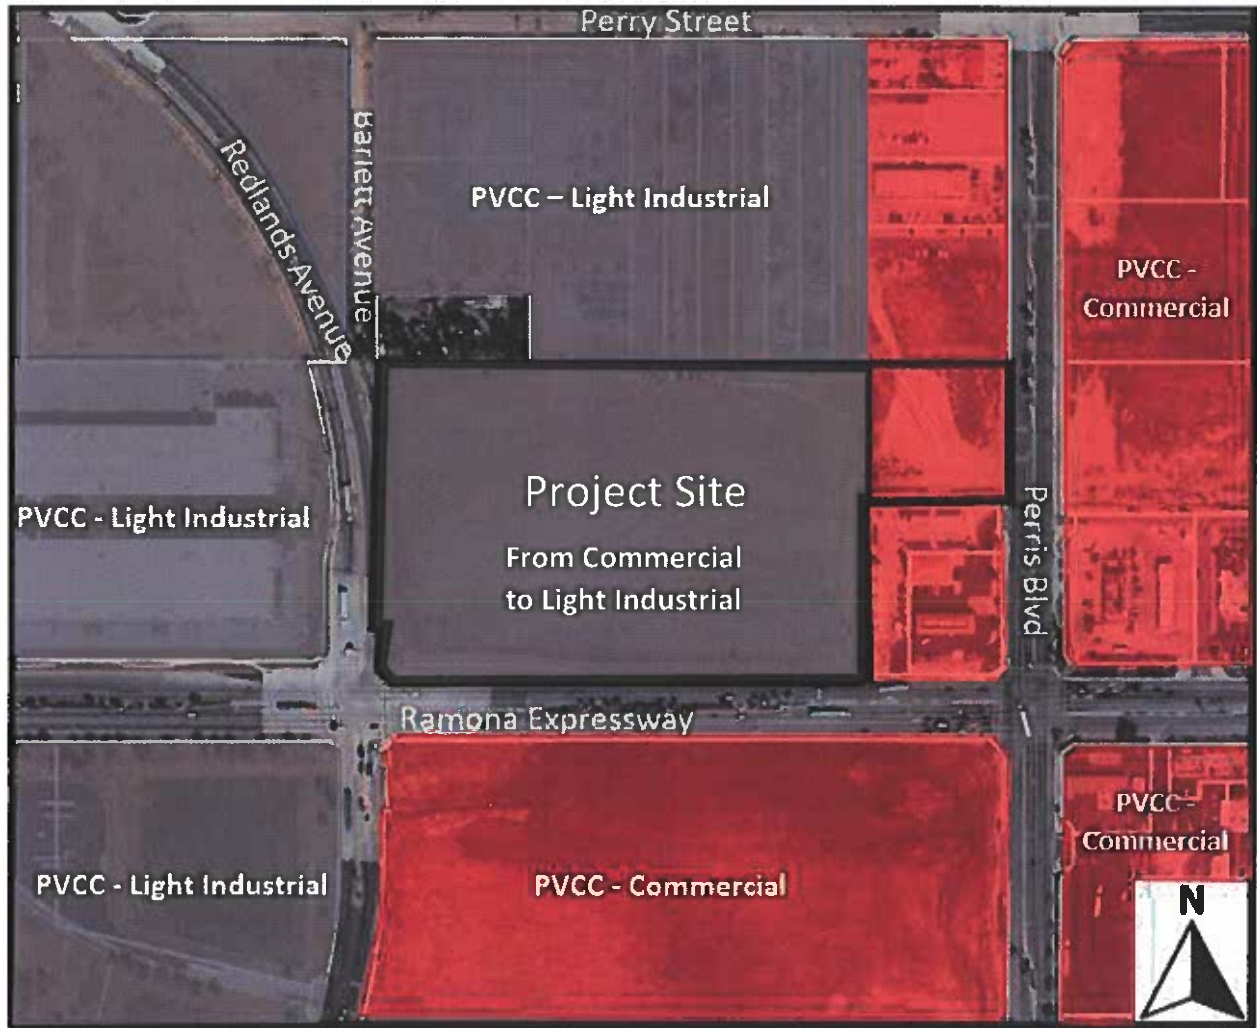 Perry Street
Barlett Avenue
Redlands Avenue
PVCC – Light Industrial
PVCC -
Commercial
Project Site
From Commercial
to Light Industrial
PVCC - Light Industrial
Perris Blvd
Ramona Expressway
PVCC - Light Industrial
PVCC - Commercial
PVCC -
Commercial
N